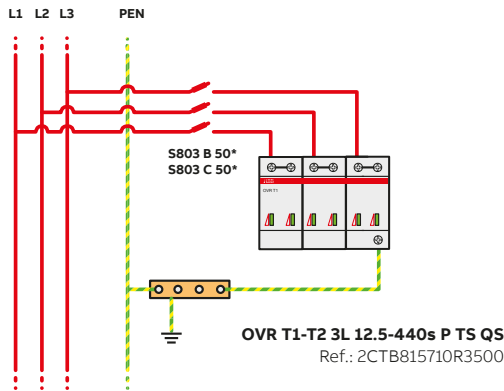 L1 L2 L3 PEN
S803 B 50*
S803 C 50*
ABB
OVR T1
OVR T1-T2 3L 12.5-440s P TS QS
Ref.: 2CTB815710R3500